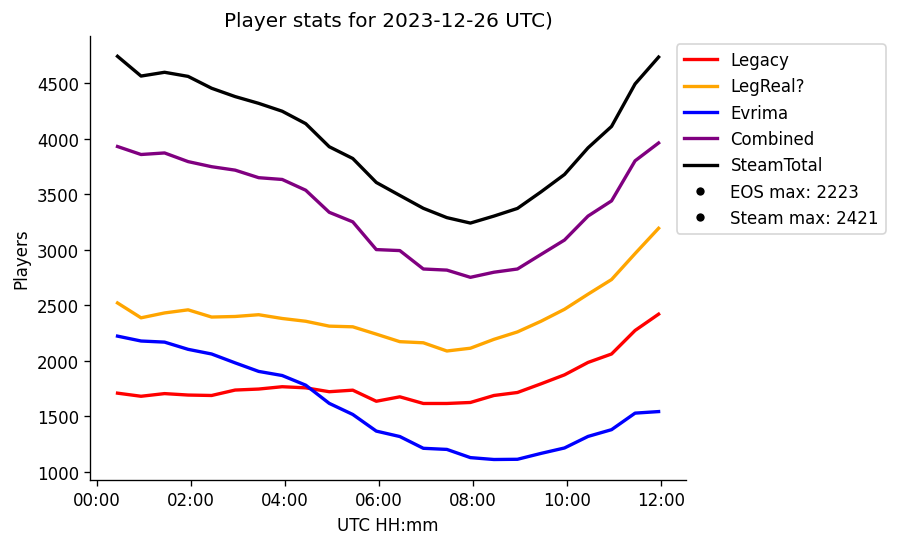 Player stats for 2023-12-26 UTC)
Legacy
LegReal?
Evrima
Combined
SteamTotal
EOS max: 2223
Steam max: 2421
Players
4500
4000
3500
3000
2500
2000
1500
1000
00:00 02:00 04:00 06:00 08:00 10:00 12:00
UTC HH:mm